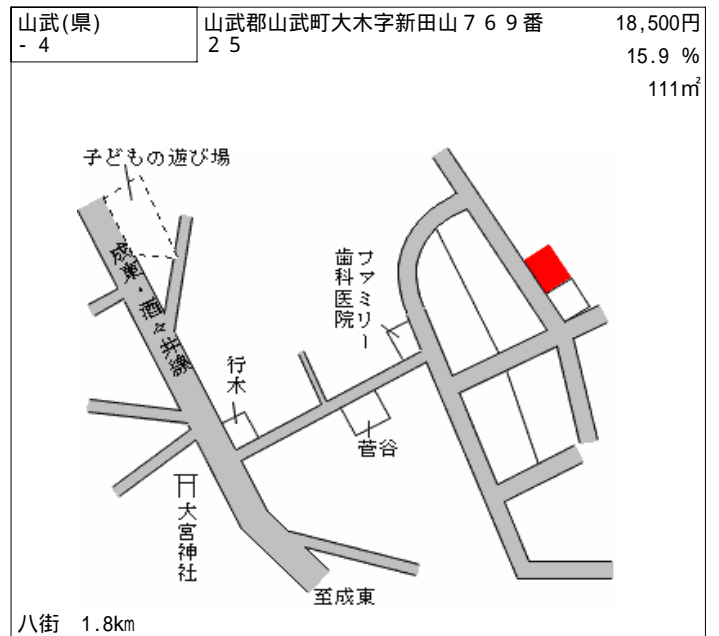 山武(県)
- 4
山武郡山武町大木字新田山７６９番
２５
18,500円
15.9 %
111㎡
子どもの遊び場
成東・酒々井線
ファミリー
歯科医院
行木
菅谷
大宮神社
至成東
八街 1.8km